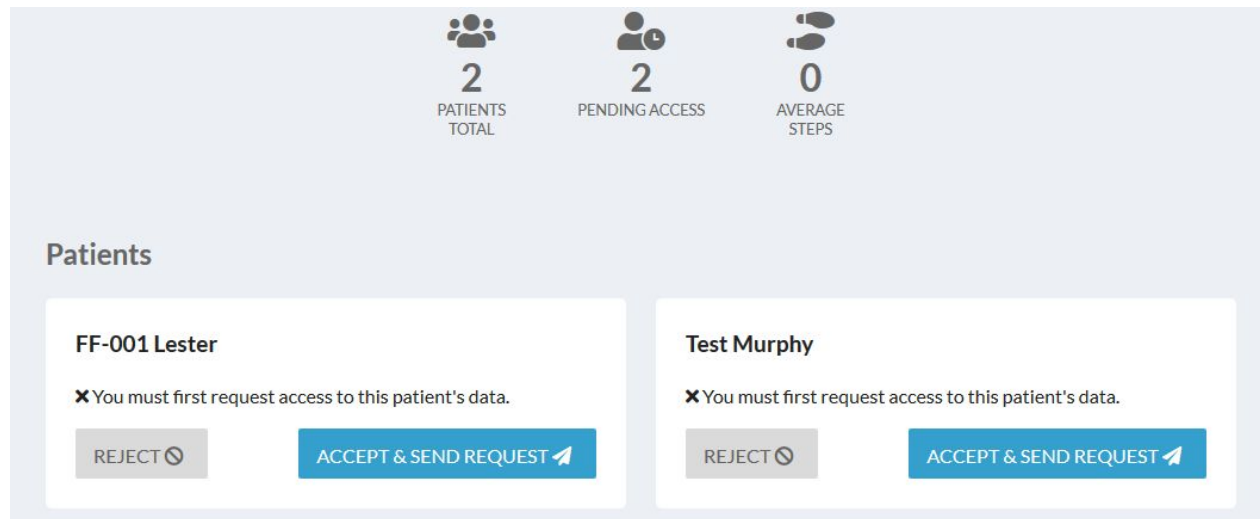 2 2 0
PATIENTS TOTAL PENDING ACCESS AVERAGE STEPS
Patients
FF-001 Lester
You must first request access to this patient's data.
REJECT ACCEPT & SEND REQUEST
Test Murphy
You must first request access to this patient's data.
REJECT ACCEPT & SEND REQUEST